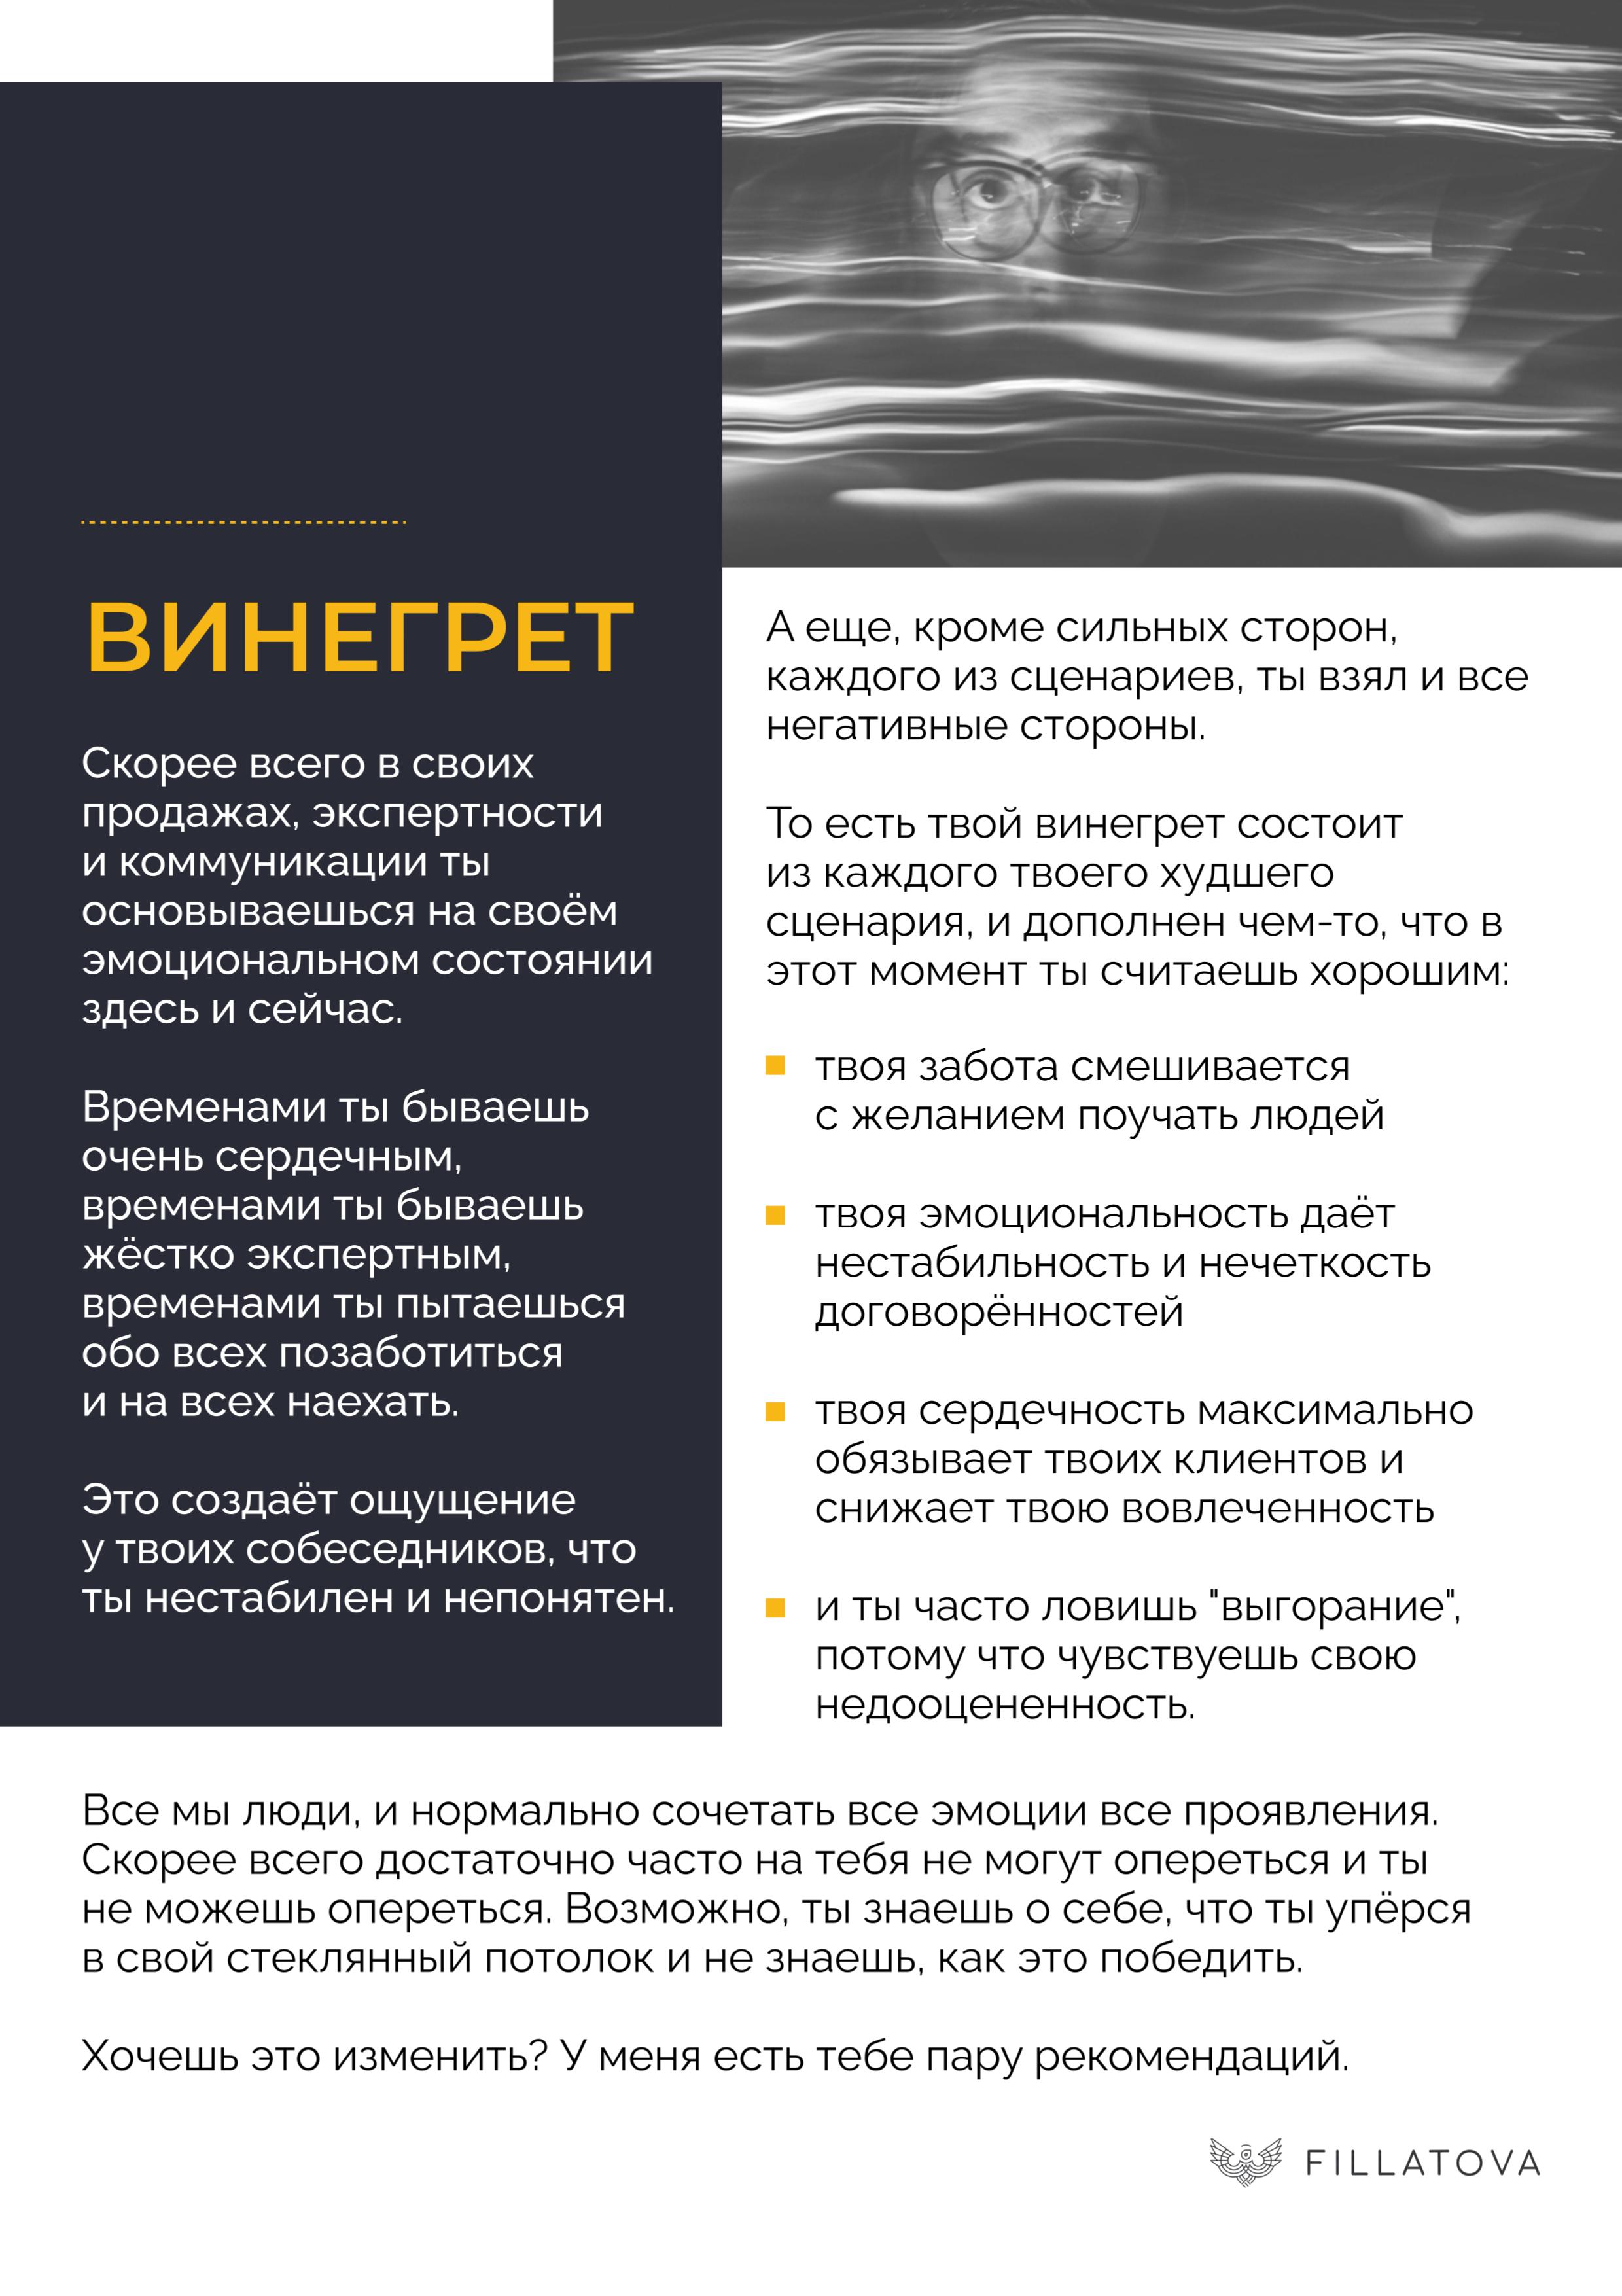 ВИНЕГРЕТ
Скорее всего в своих
продажах, экспертности
и коммуникации ты
основываешься на своём
эмоциональном состоянии
здесь и сейчас.
Временами ты бываешь
очень сердечным,
временами ты бываешь
жёстко экспертным,
временами ты пытаешься
обо всех позаботиться
и на всех наехать.
Это создаёт ощущение
у твоих собеседников, что
ты нестабилен и непонятен.
А еще, кроме сильных сторон,
каждого из сценариев, ты взял и все
негативные стороны.
То есть твой винегрет состоит
из каждого твоего худшего
сценария, и дополнен чем-то, что в
этот момент ты считаешь хорошим:
твоя забота смешивается
с желанием поучать людей
твоя эмоциональность даёт
нестабильность и нечеткость
договорённостей
твоя сердечность максимально
обязывает твоих клиентов и
снижает твою вовлеченность
и ты часто ловишь "выгорание",
потому что чувствуешь свою
недооцененность.
Все мы люди, и нормально сочетать все эмоции все проявления.
Скорее всего достаточно часто на тебя не могут опереться и ты
не можешь опереться. Возможно, ты знаешь о себе, что ты упёрся
в свой стеклянный потолок и не знаешь, как это победить.
Хочешь это изменить? У меня есть тебе пару рекомендаций.
FILLATOVA